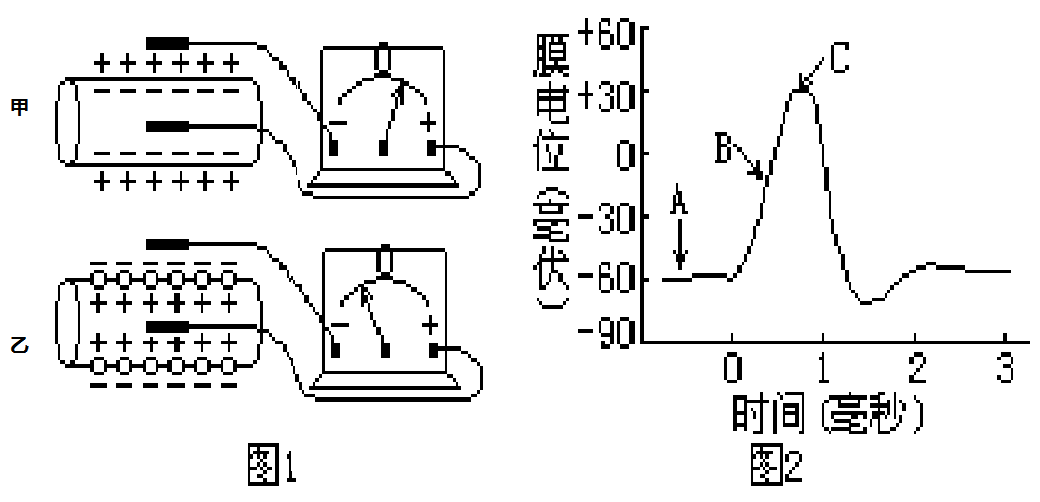 甲
+ + + + + +
− − − − − −
− +
− − − − − −
+ + + + + +
乙
− − − − − −
+ + + + + +
− +
+ + + + + +
− − − − − −
图1
膜电位(毫伏)
+60
+30
0
-30
-60
-90
A
B
C
0 1 2 3
时间(毫秒)
图2